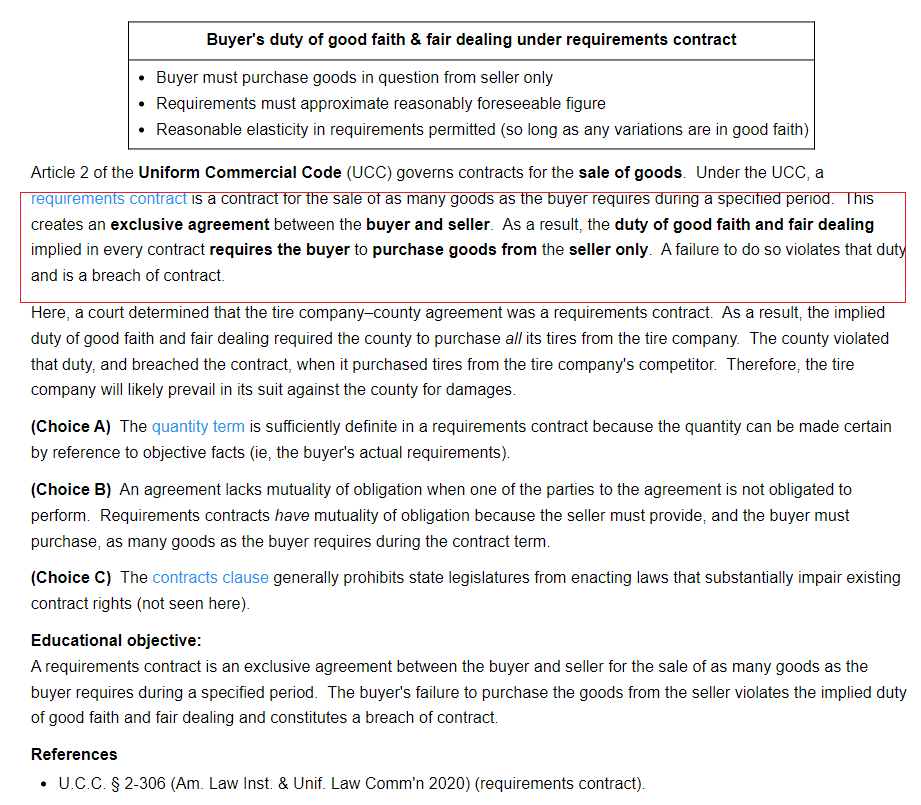 Buyer's duty of good faith & fair dealing under requirements contract
• Buyer must purchase goods in question from seller only
• Requirements must approximate reasonably foreseeable figure
• Reasonable elasticity in requirements permitted (so long as any variations are in good faith)
Article 2 of the Uniform Commercial Code (UCC) governs contracts for the sale of goods. Under the UCC, a
requirements contract is a contract for the sale of as many goods as the buyer requires during a specified period. This
creates an exclusive agreement between the buyer and seller. As a result, the duty of good faith and fair dealing
implied in every contract requires the buyer to purchase goods from the seller only. A failure to do so violates that duty
and is a breach of contract.
Here, a court determined that the tire company–county agreement was a requirements contract. As a result, the implied
duty of good faith and fair dealing required the county to purchase all its tires from the tire company. The county violated
that duty, and breached the contract, when it purchased tires from the tire company's competitor. Therefore, the tire
company will likely prevail in its suit against the county for damages.
(Choice A) The quantity term is sufficiently definite in a requirements contract because the quantity can be made certain
by reference to objective facts (ie, the buyer's actual requirements).
(Choice B) An agreement lacks mutuality of obligation when one of the parties to the agreement is not obligated to
perform. Requirements contracts have mutuality of obligation because the seller must provide, and the buyer must
purchase, as many goods as the buyer requires during the contract term.
(Choice C) The contracts clause generally prohibits state legislatures from enacting laws that substantially impair existing
contract rights (not seen here).
Educational objective:
A requirements contract is an exclusive agreement between the buyer and seller for the sale of as many goods as the
buyer requires during a specified period. The buyer's failure to purchase the goods from the seller violates the implied duty
of good faith and fair dealing and constitutes a breach of contract.
References
• U.C.C. § 2-306 (Am. Law Inst. & Unif. Law Comm'n 2020) (requirements contract).